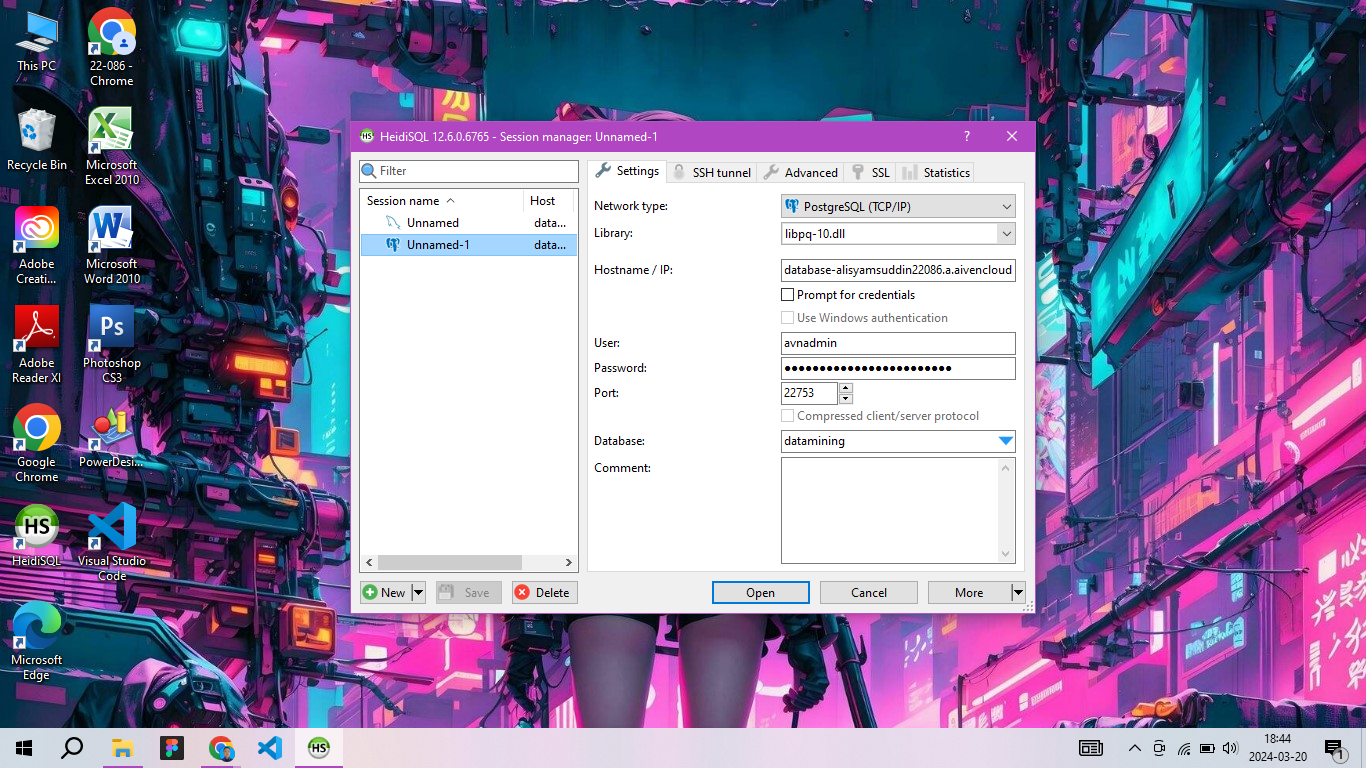 This PC
22-086 -
Chrome
Recycle Bin
Microsoft
Excel 2010
Adobe
Creati...
Microsoft
Word 2010
Adobe
Reader XI
Photoshop
CS3
Google
Chrome
PowerDesi...
HeidiSQL
Visual Studio
Code
Microsoft
Edge
HeidiSQL 12.6.0.6765 - Session manager: Unnamed-1
Filter
Session name
Host
Unnamed
data...
Unnamed-1
data...
New
Save
Delete
Settings
SSH tunnel
Advanced
SSL
Statistics
Network type:
PostgreSQL (TCP/IP)
Library:
libpq-10.dll
Hostname / IP:
database-alisyamsuddin22086.a.aivencloud
Prompt for credentials
Use Windows authentication
User:
avnadmin
Password:
Port:
22753
Compressed client/server protocol
Database:
datamining
Comment:
Open
Cancel
More
18:44
2024-03-20
1